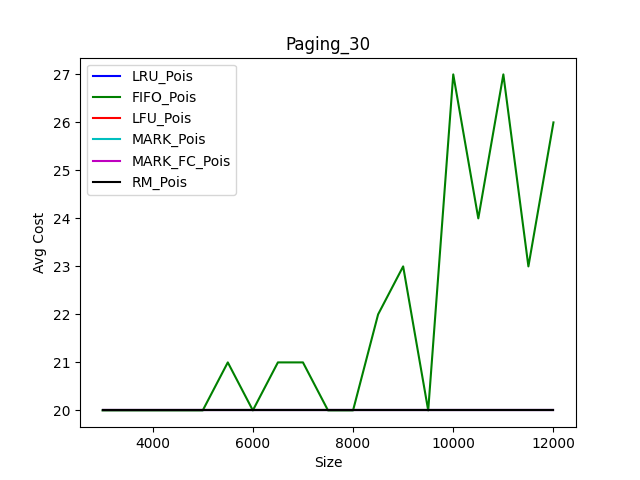 Paging_30
LRU_Pois
FIFO_Pois
LFU_Pois
MARK_Pois
MARK_FC_Pois
RM_Pois
27
26
25
24
23
22
21
20
Avg Cost
4000 6000 8000 10000 12000
Size